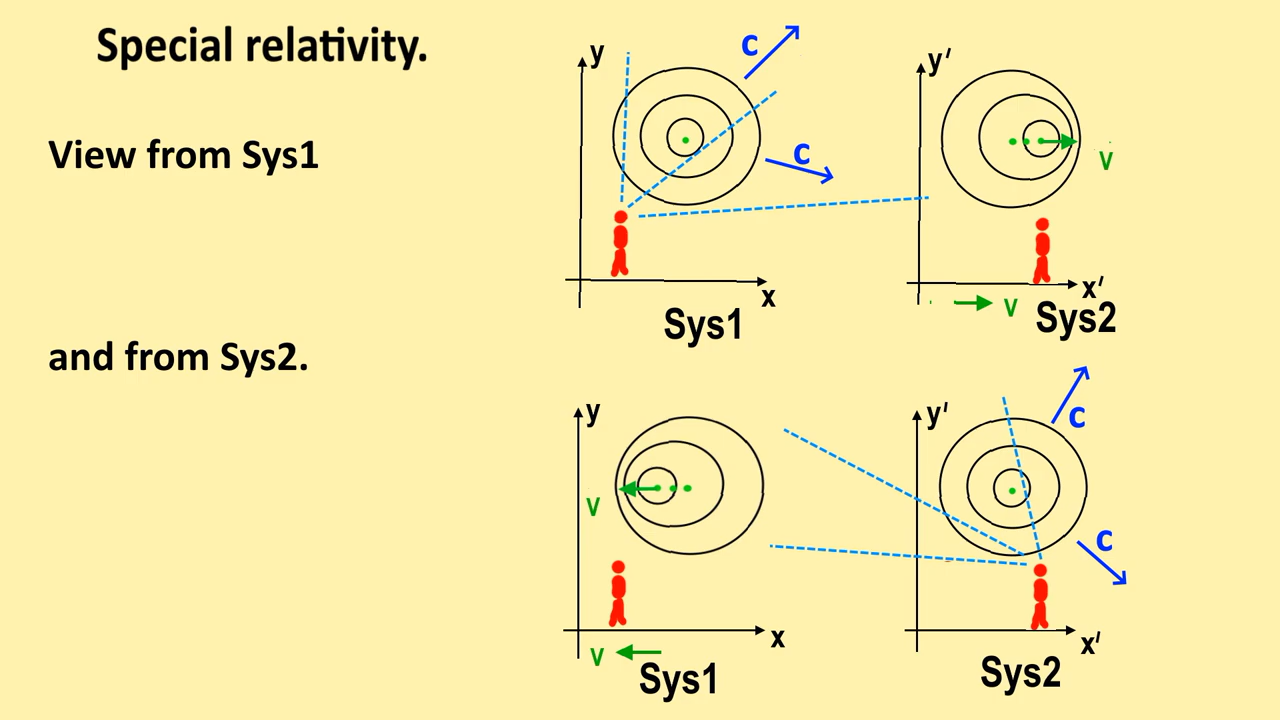 Special relativity.
View from Sys1
y
c
c
x
Sys1
y'
v
x'
v
Sys2
and from Sys2.
y
v
x
v
Sys1
y'
c
c
x'
Sys2